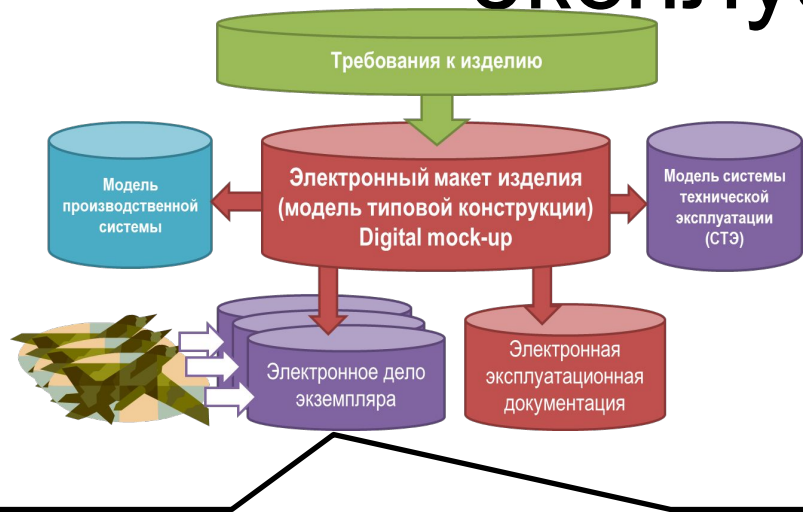 Требования к изделию
Модель
производственной
системы
Электронный макет изделия
(модель типовой конструкции)
Digital mock-up
Модель системы
технической
эксплуатации
(СТЭ)
Электронное дело
экземпляра
Электронная
эксплуатационная
документация